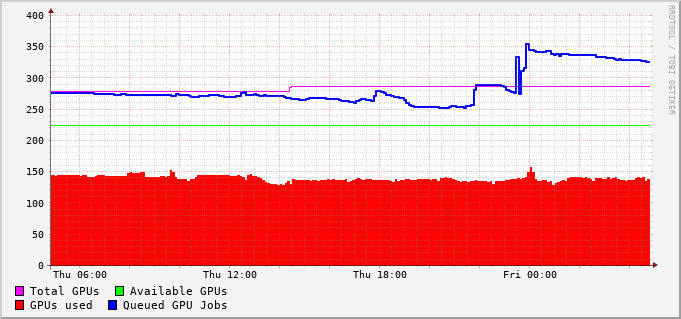 400
350
300
250
200
150
100
50
0
Thu 06:00 Thu 12:00 Thu 18:00 Fri 00:00
Total GPUs Available GPUs
GPUs used Queued GPU Jobs
RRDTOOL / TOBI OETIKER